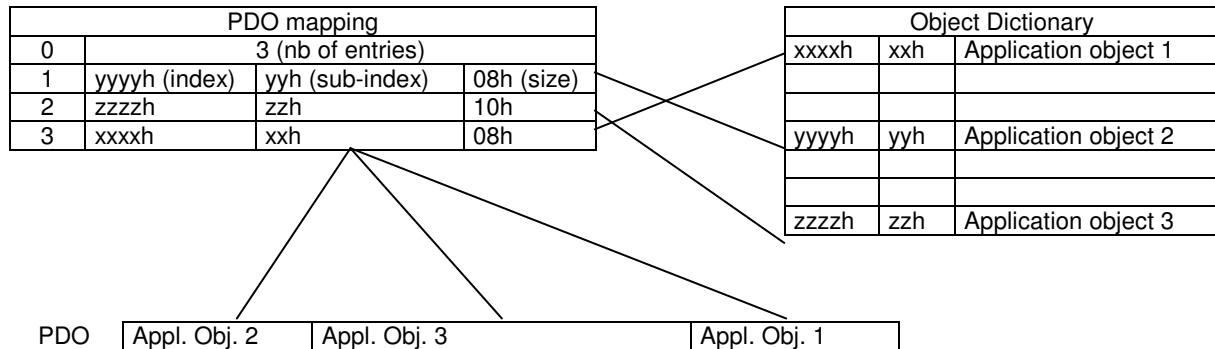 PDO mapping
0 3 (nb of entries)
1 yyyyh (index) yyh (sub-index) 08h (size)
2 zzzzh zzh 10h
3 xxxxh xxh 08h
Object Dictionary
xxxxh xxh Application object 1
yyyyh yyh Application object 2
zzzzh zzh Application object 3
PDO Appl. Obj. 2 Appl. Obj. 3 Appl. Obj. 1